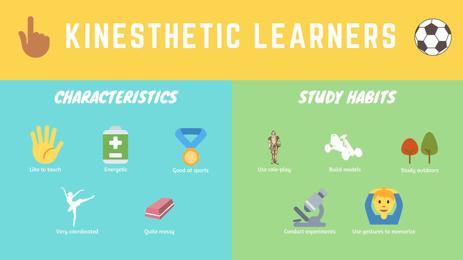 KINESTHETIC LEARNERS
CHARACTERISTICS
Like to touch
Energetic
Good at sports
Very coordinated
Quite messy
STUDY HABITS
Use role-play
Build models
Study outdoors
Conduct experiments
Use gestures to memorize